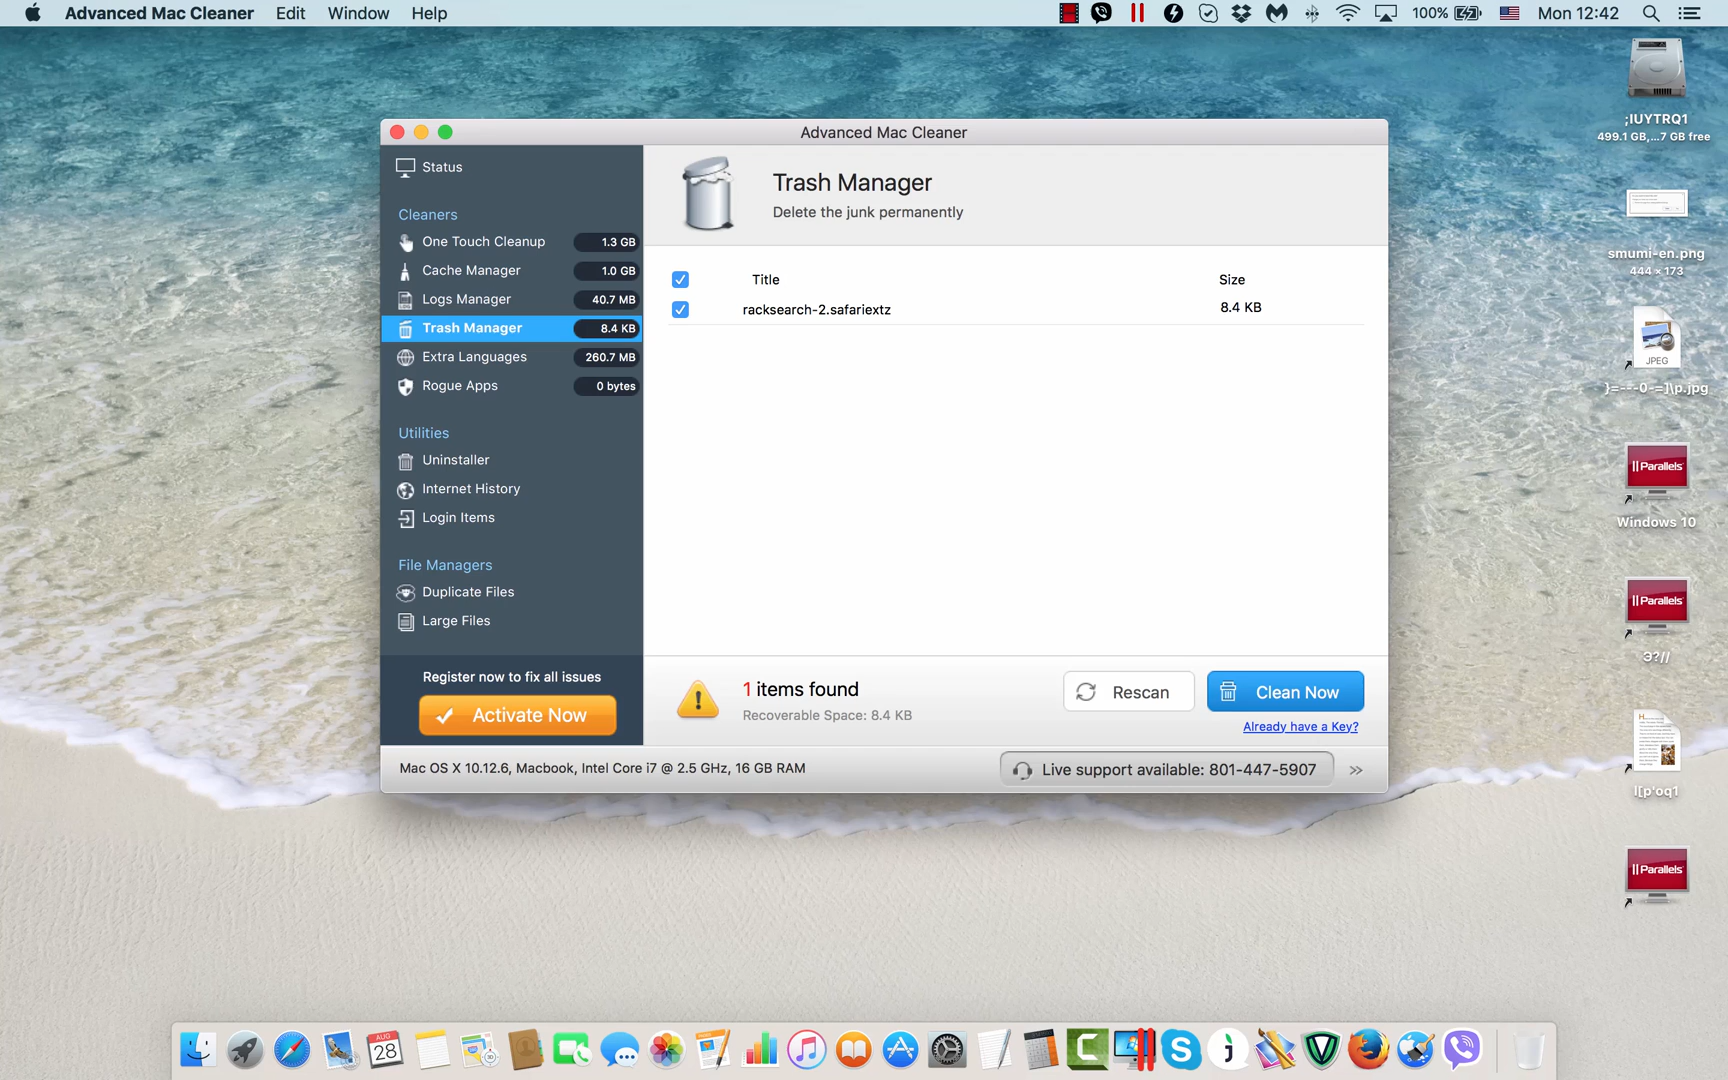 Advanced Mac Cleaner Edit Window Help
100% Mon 12:42
Advanced Mac Cleaner
Status
Cleaners
One Touch Cleanup 1.3 GB
Cache Manager 1.0 GB
Logs Manager 40.7 MB
Trash Manager 8.4 KB
Extra Languages 260.7 MB
Rogue Apps 0 bytes
Utilities
Uninstaller
Internet History
Login Items
File Managers
Duplicate Files
Large Files
Register now to fix all issues
Activate Now
Trash Manager
Delete the junk permanently
Title Size
racksearch-2.safariextz 8.4 KB
1 items found
Recoverable Space: 8.4 KB
Rescan
Clean Now
Already have a Key?
Mac OS X 10.12.6, Macbook, Intel Core i7 @ 2.5 GHz, 16 GB RAM
Live support available: 801-447-5907
;IUYTRQ1
499.1 GB,...7 GB free
smumi-en.png
444 × 173
JPEG
}=---0-=]\p.jpg
Parallels
Windows 10
Parallels
Э?//
l[p'oq1
Parallels
AUG
28